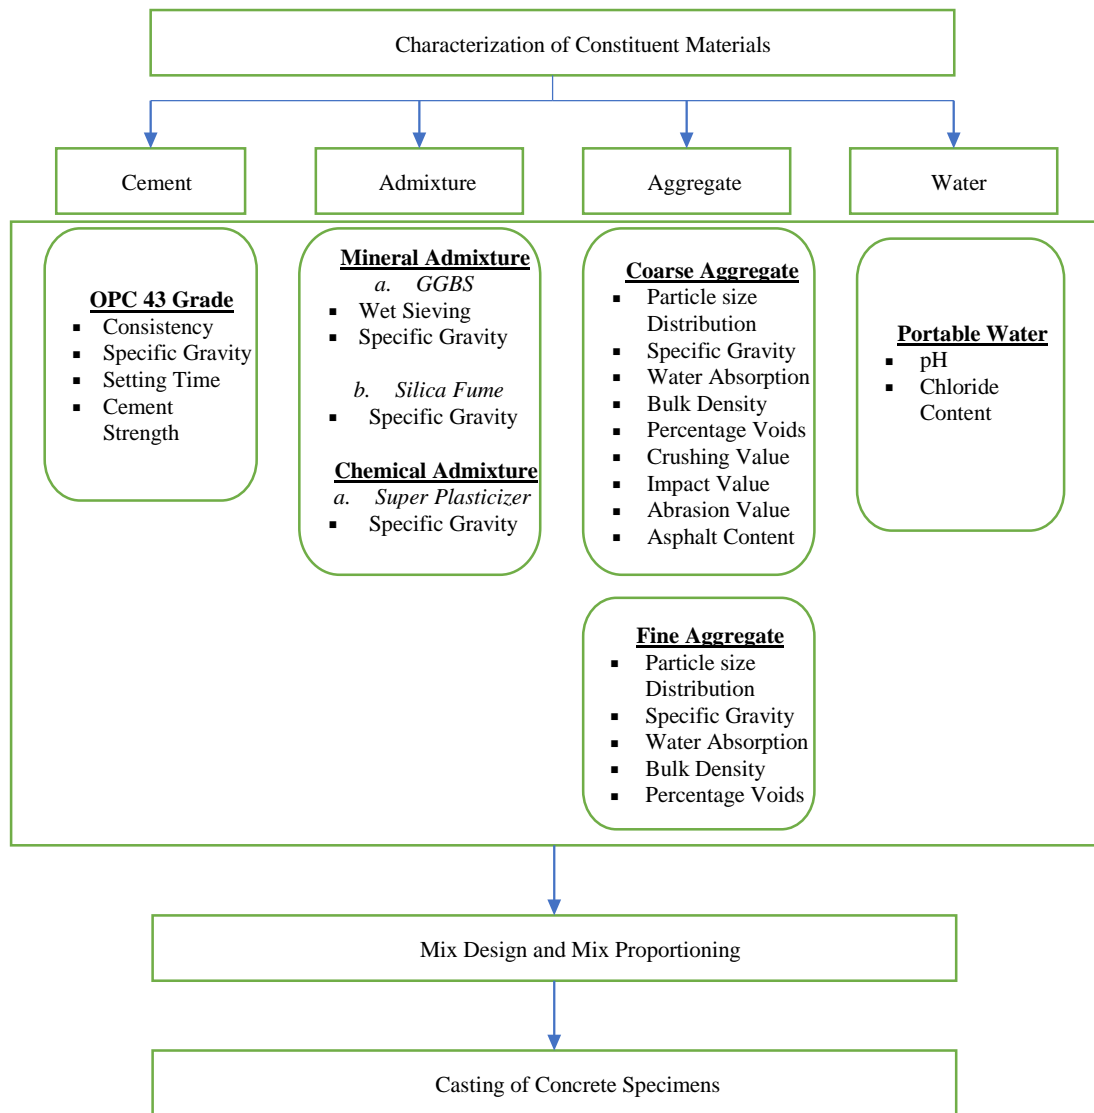 Characterization of Constituent Materials
Cement
Admixture
Aggregate
Water
OPC 43 Grade
▪ Consistency
▪ Specific Gravity
▪ Setting Time
▪ Cement
Strength
Mineral Admixture
a. GGBS
▪ Wet Sieving
▪ Specific Gravity
b. Silica Fume
▪ Specific Gravity
Chemical Admixture
a. Super Plasticizer
▪ Specific Gravity
Coarse Aggregate
▪ Particle size
Distribution
▪ Specific Gravity
▪ Water Absorption
▪ Bulk Density
▪ Percentage Voids
▪ Crushing Value
▪ Impact Value
▪ Abrasion Value
▪ Asphalt Content
Fine Aggregate
▪ Particle size
Distribution
▪ Specific Gravity
▪ Water Absorption
▪ Bulk Density
▪ Percentage Voids
Portable Water
▪ pH
▪ Chloride
Content
Mix Design and Mix Proportioning
Casting of Concrete Specimens